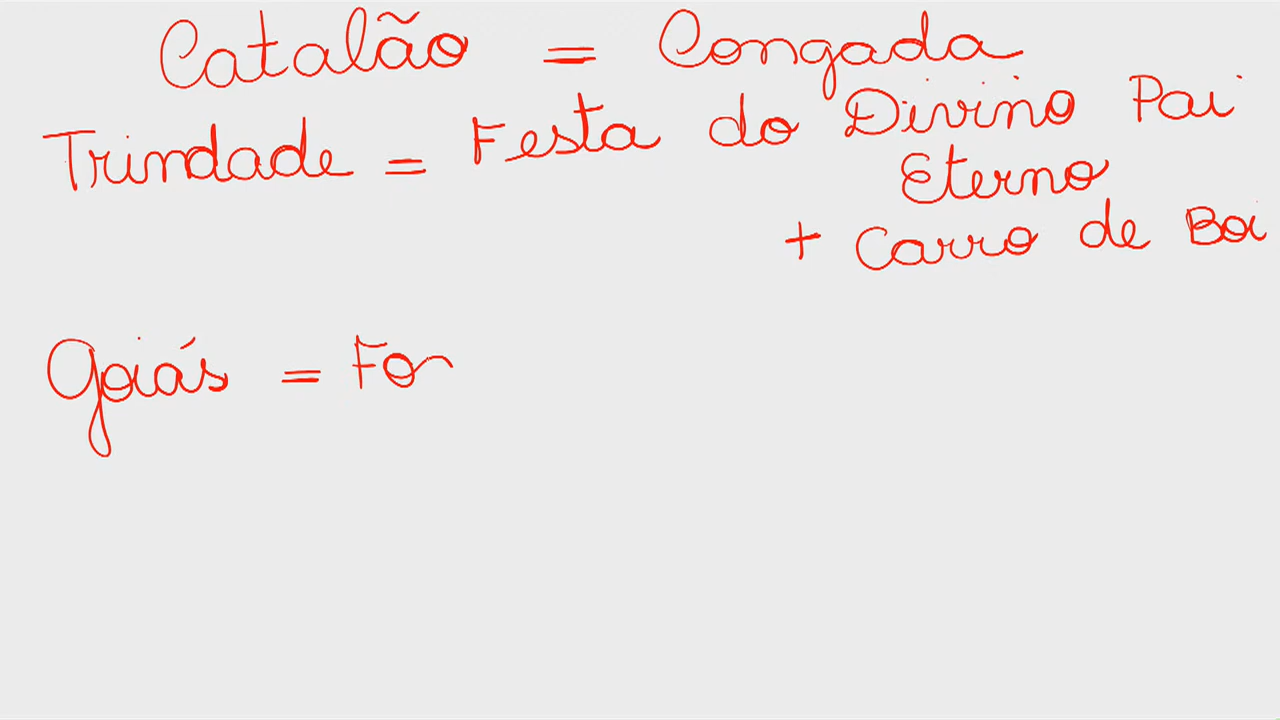 Catalão = Congada
Trindade = Festa do Divino Pai
Eterno
+ Carro de Boi
Goiás = For